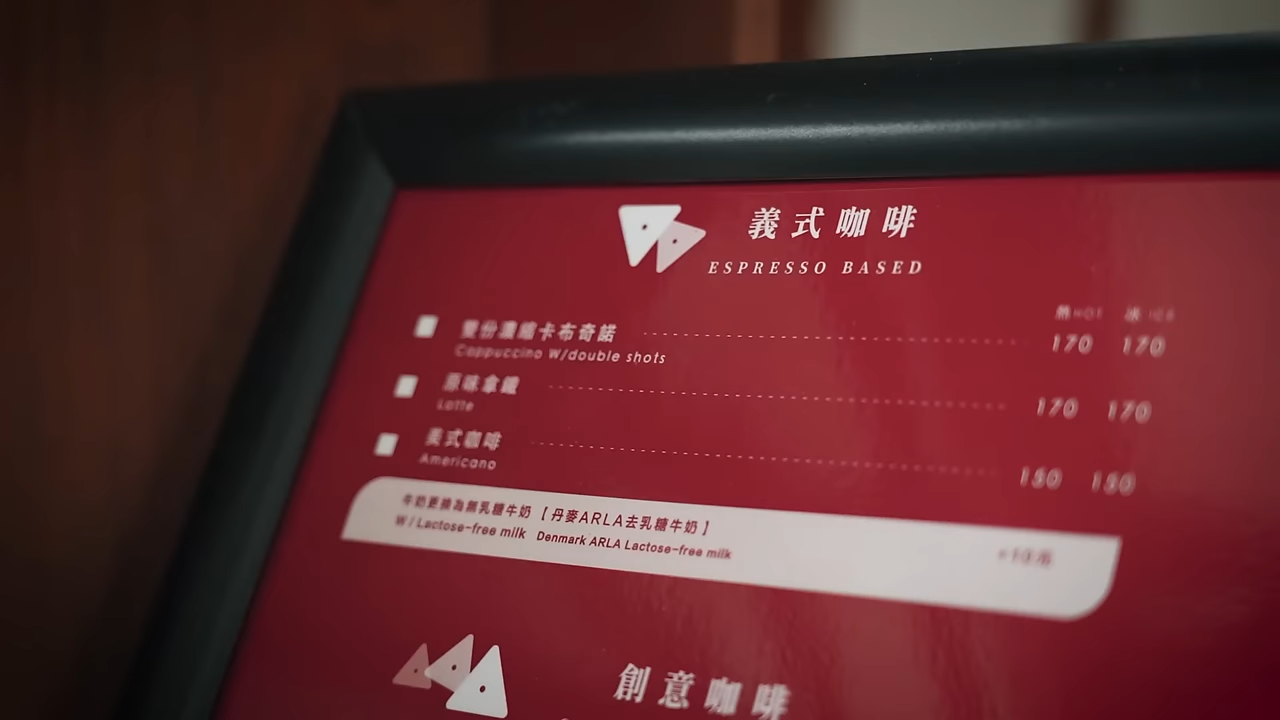 義式咖啡
ESPRESSO BASED
熱HOT 冰 ICE
雙份濃縮卡布奇諾 170 170
Cappuccino W/double shots
原味拿鐵 170 170
Latte
美式咖啡 150 150
Americano
牛奶更換為無乳糖牛奶【丹麥ARLA去乳糖牛奶】 +10元
W/Lactose-free milk Denmark ARLA Lactose-free milk
創意咖啡